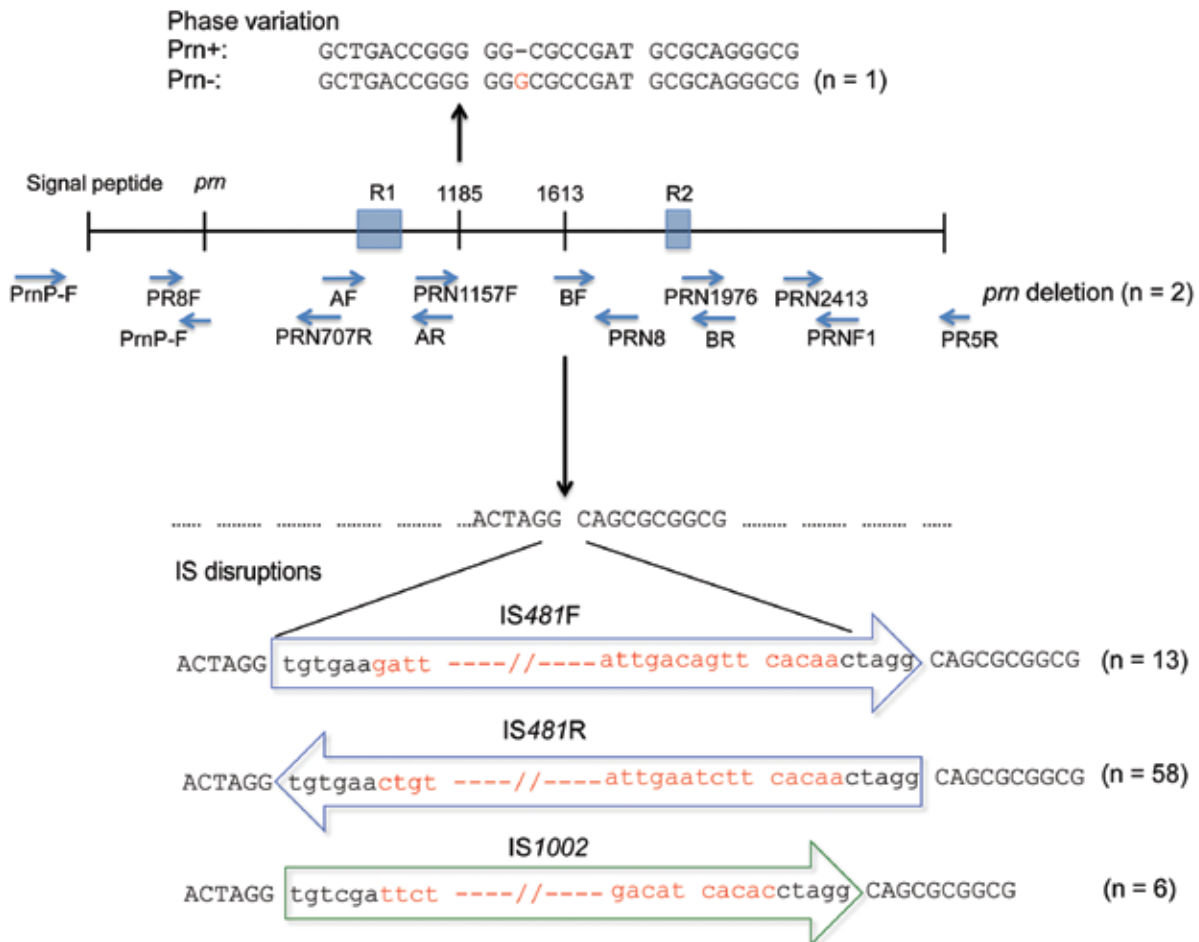 Phase variation
Prn+: GCTGACCGGG GG-CGCCGAT GCGCAGGGCG
Prn-: GCTGACCGGG GGGCGCCGAT GCGCAGGGCG (n = 1)
Signal peptide prn R1 1185 1613 R2
PrnP-F PR8F AF PRN1157F BF PRN1976 PRN2413 prn deletion (n = 2)
PrnP-F PRN707R AR PRN8 BR PRNF1 PR5R
...... ....... ....... ....... ....... ...ACTAGG CAGCGCGGCG ......... ....... ....... ......
IS disruptions
IS481F
ACTAGG tgtgaagatt ----//---- attgacagtt cacaactagg CAGCGCGGCG (n = 13)
IS481R
ACTAGG tgtgaactgt ----//---- attgaatctt cacaactagg CAGCGCGGCG (n = 58)
IS1002
ACTAGG tgtcgattct ----//---- gacat cacacctagg CAGCGCGGCG (n = 6)